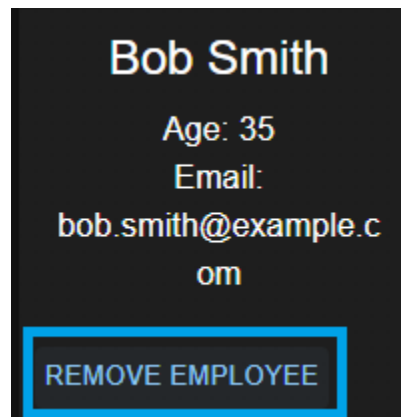 Bob Smith
Age: 35
Email:
bob.smith@example.c
om
REMOVE EMPLOYEE